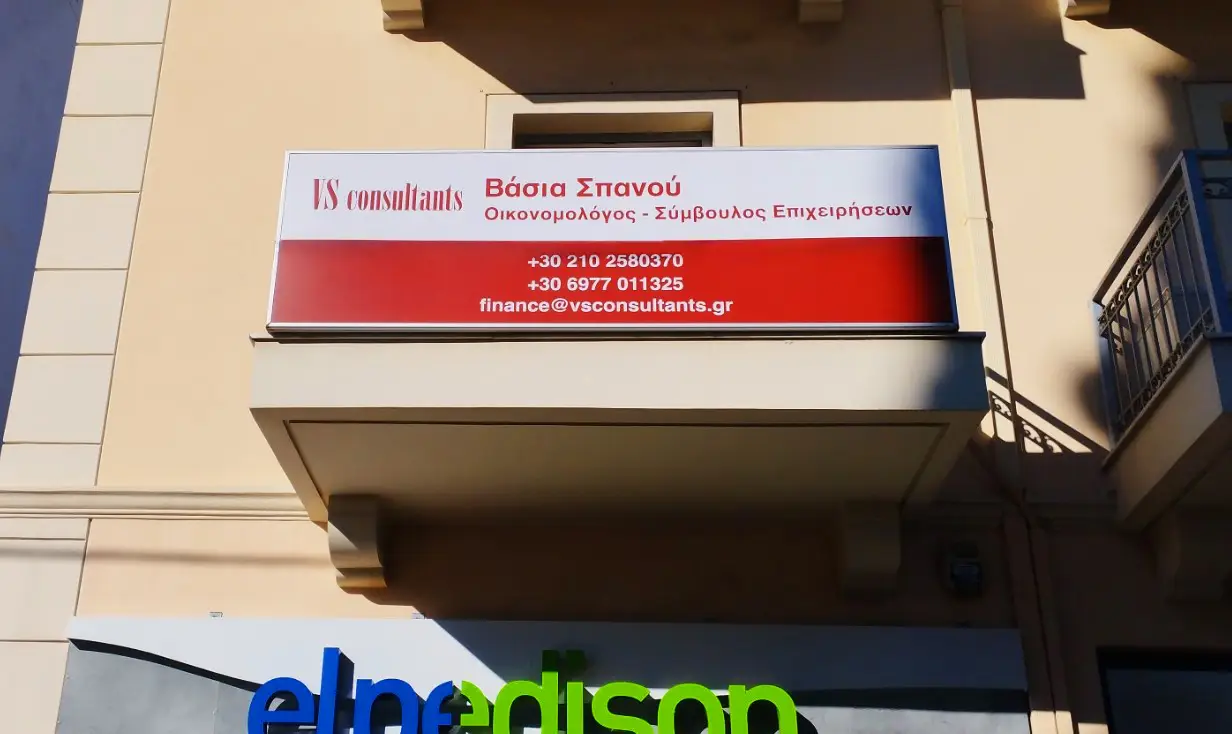 VS consultants
Βάσια Σπανού
Οικονομολόγος - Σύμβουλος Επιχειρήσεων
+30 210 2580370
+30 6977 011325
finance@vsconsultants.gr
elpedison